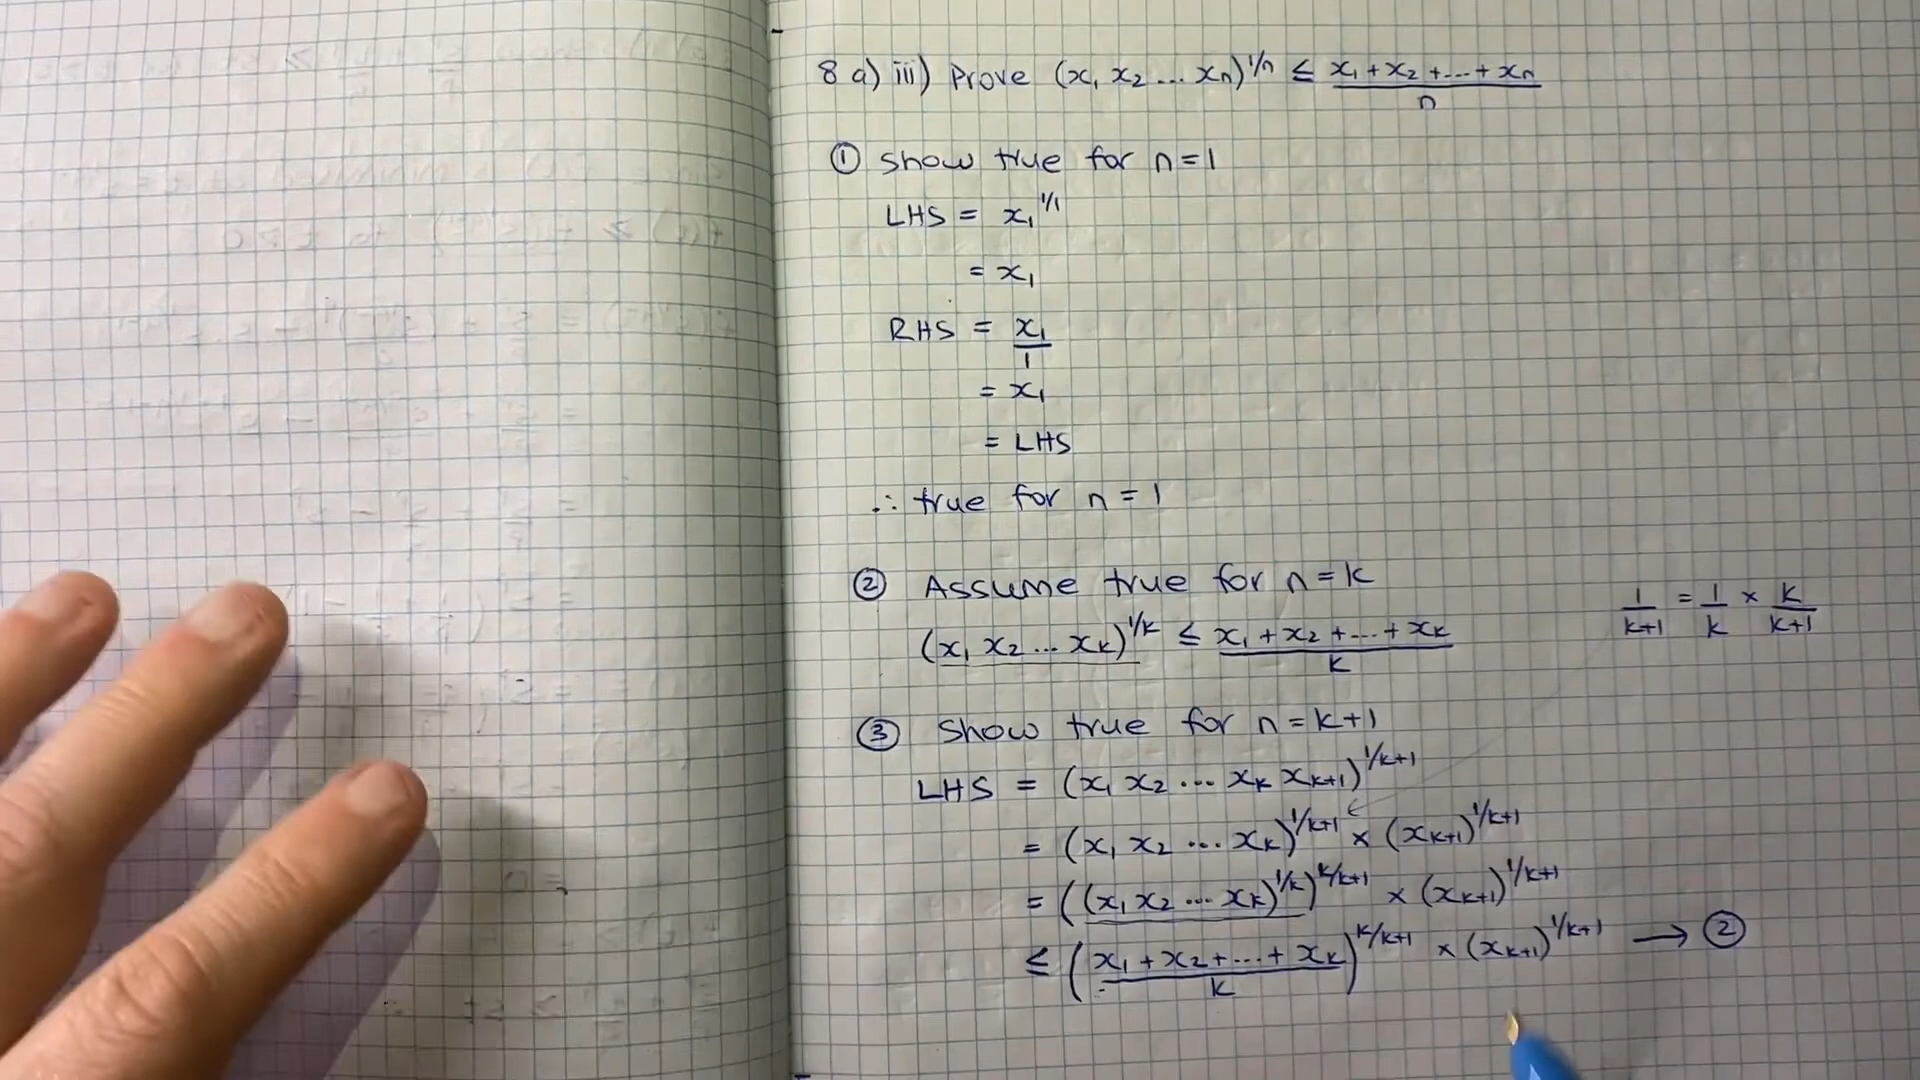 8 a) iii) Prove (x₁ x₂ ... xₙ)^1/n ≤ (x₁ + x₂ + ... + xₙ)/n
① Show true for n = 1
LHS = x₁^1/1
= x₁
RHS = x₁/1
= x₁
= LHS
∴ true for n = 1
② Assume true for n = k
(x₁ x₂ ... xₖ)^1/k ≤ (x₁ + x₂ + ... + xₖ)/k
1/(k+1) = 1/k × k/(k+1)
③ Show true for n = k+1
LHS = (x₁ x₂ ... xₖ xₖ₊₁)^1/k+1
= (x₁ x₂ ... xₖ)^1/k+1 × (xₖ₊₁)^1/k+1
= ((x₁ x₂ ... xₖ)^1/k)^k/k+1 × (xₖ₊₁)^1/k+1
≤ ((x₁ + x₂ + ... + xₖ)/k)^k/k+1 × (xₖ₊₁)^1/k+1 → ②